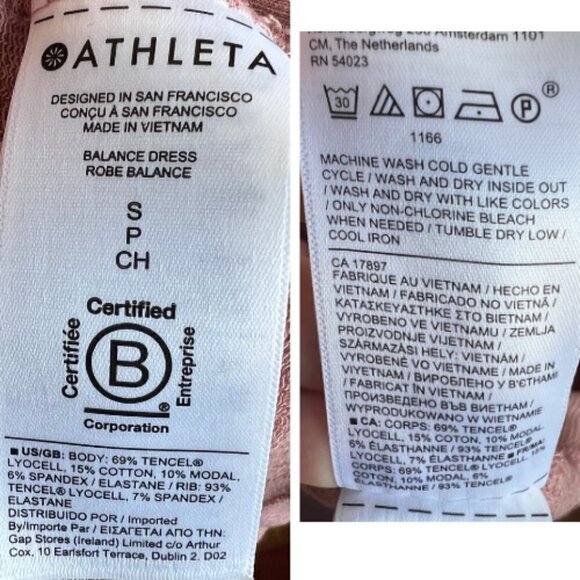 ATHLETA
DESIGNED IN SAN FRANCISCO
CONÇU À SAN FRANCISCO
MADE IN VIETNAM
BALANCE DRESS
ROBE BALANCE
S
P
CH
Certified
Certifiée
B
®
Entreprise
Corporation
■ US/GB: BODY: 69% TENCEL®
LYOCELL, 15% COTTON, 10% MODAL,
6% SPANDEX / ELASTANE / RIB: 93%
TENCEL® LYOCELL, 7% SPANDEX /
ELASTANE
DISTRIBUIDO POR / Imported
By/Importe Par / ΕΙΣΑΓΕΤΑΙ ΑΠΟ ΤΗΝ:
Gap Stores (Ireland) Limited c/o Arthur
Cox, 10 Earlsfort Terrace, Dublin 2. D02
Amsterdam 1101
CM, The Netherlands
RN 54023
30
P ®
1166
MACHINE WASH COLD GENTLE
CYCLE / WASH AND DRY INSIDE OUT
/ WASH AND DRY WITH LIKE COLORS
/ ONLY NON-CHLORINE BLEACH
WHEN NEEDED / TUMBLE DRY LOW /
COOL IRON
CA 17897
FABRIQUE AU VIETNAM / HECHO EN
VIETNAM / FABRICADO NO VIETNÃ /
ΚΑΤΑΣΚΕΥΑΣΤΗΚΕ ΣΤΟ ΒΙΕΤΝΑΜ /
VYROBENO VE VIETNAMU / ZEMLJA
PROIZVODNJE VIJETNAM /
SZÁRMAZÁSI HELY: VIETNÁM /
VYROBENÉ VO VIETNAME / MADE IN
VIYETNAM / ВИРОБЛЕНО У В'ЄТНАМІ
/ FABBICAT ÎN VIETNAM /
ПРОИЗВЕДЕНО ВЪВ ВИЕТНАМ /
WYPRODUKOWANO W WIETNAMIE
■ CA: CORPS: 69% TENCEL®
LYOCELL, 15% COTON, 10% MODAL,
6% ÉLASTHANNE / 93% TENCEL®
LYOCELL, 7% ÉLASTHANNE ■ FR/MA:
CORPS: 69% TENCEL® LYOCELL, 15%
COTON, 10% MODAL, 6%
ÉLASTHANNE / 93% TENCEL®